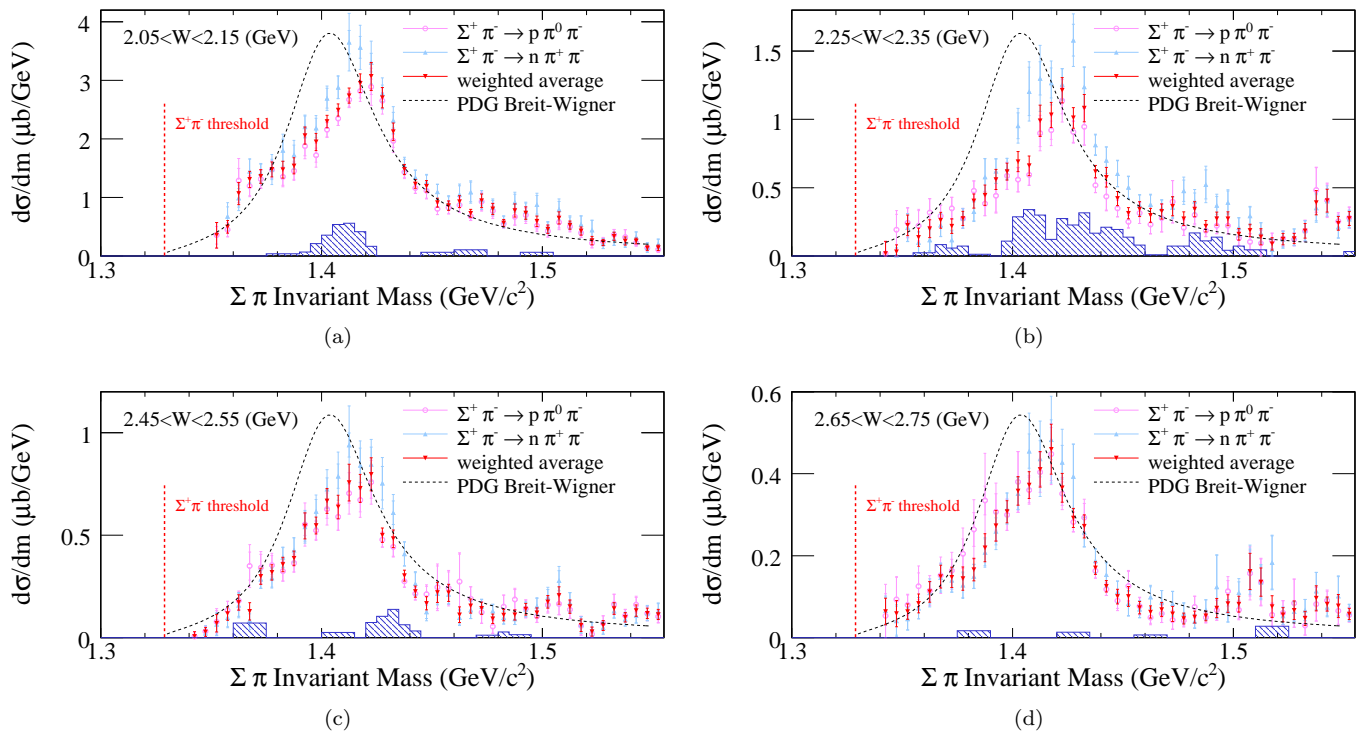 2.05<W<2.15 (GeV)
Σ⁺ π⁻ → p π⁰ π⁻
Σ⁺ π⁻ → n π⁺ π⁻
weighted average
PDG Breit-Wigner
Σ⁺π⁻ threshold
dσ/dm (μb/GeV)
4
3
2
1
0
1.3 1.4 1.5
Σ π Invariant Mass (GeV/c²)
(a)
2.25<W<2.35 (GeV)
Σ⁺ π⁻ → p π⁰ π⁻
Σ⁺ π⁻ → n π⁺ π⁻
weighted average
PDG Breit-Wigner
Σ⁺π⁻ threshold
dσ/dm (μb/GeV)
1.5
1
0.5
0
1.3 1.4 1.5
Σ π Invariant Mass (GeV/c²)
(b)
2.45<W<2.55 (GeV)
Σ⁺ π⁻ → p π⁰ π⁻
Σ⁺ π⁻ → n π⁺ π⁻
weighted average
PDG Breit-Wigner
Σ⁺π⁻ threshold
dσ/dm (μb/GeV)
1
0.5
0
1.3 1.4 1.5
Σ π Invariant Mass (GeV/c²)
(c)
2.65<W<2.75 (GeV)
Σ⁺ π⁻ → p π⁰ π⁻
Σ⁺ π⁻ → n π⁺ π⁻
weighted average
PDG Breit-Wigner
Σ⁺π⁻ threshold
dσ/dm (μb/GeV)
0.6
0.4
0.2
0
1.3 1.4 1.5
Σ π Invariant Mass (GeV/c²)
(d)